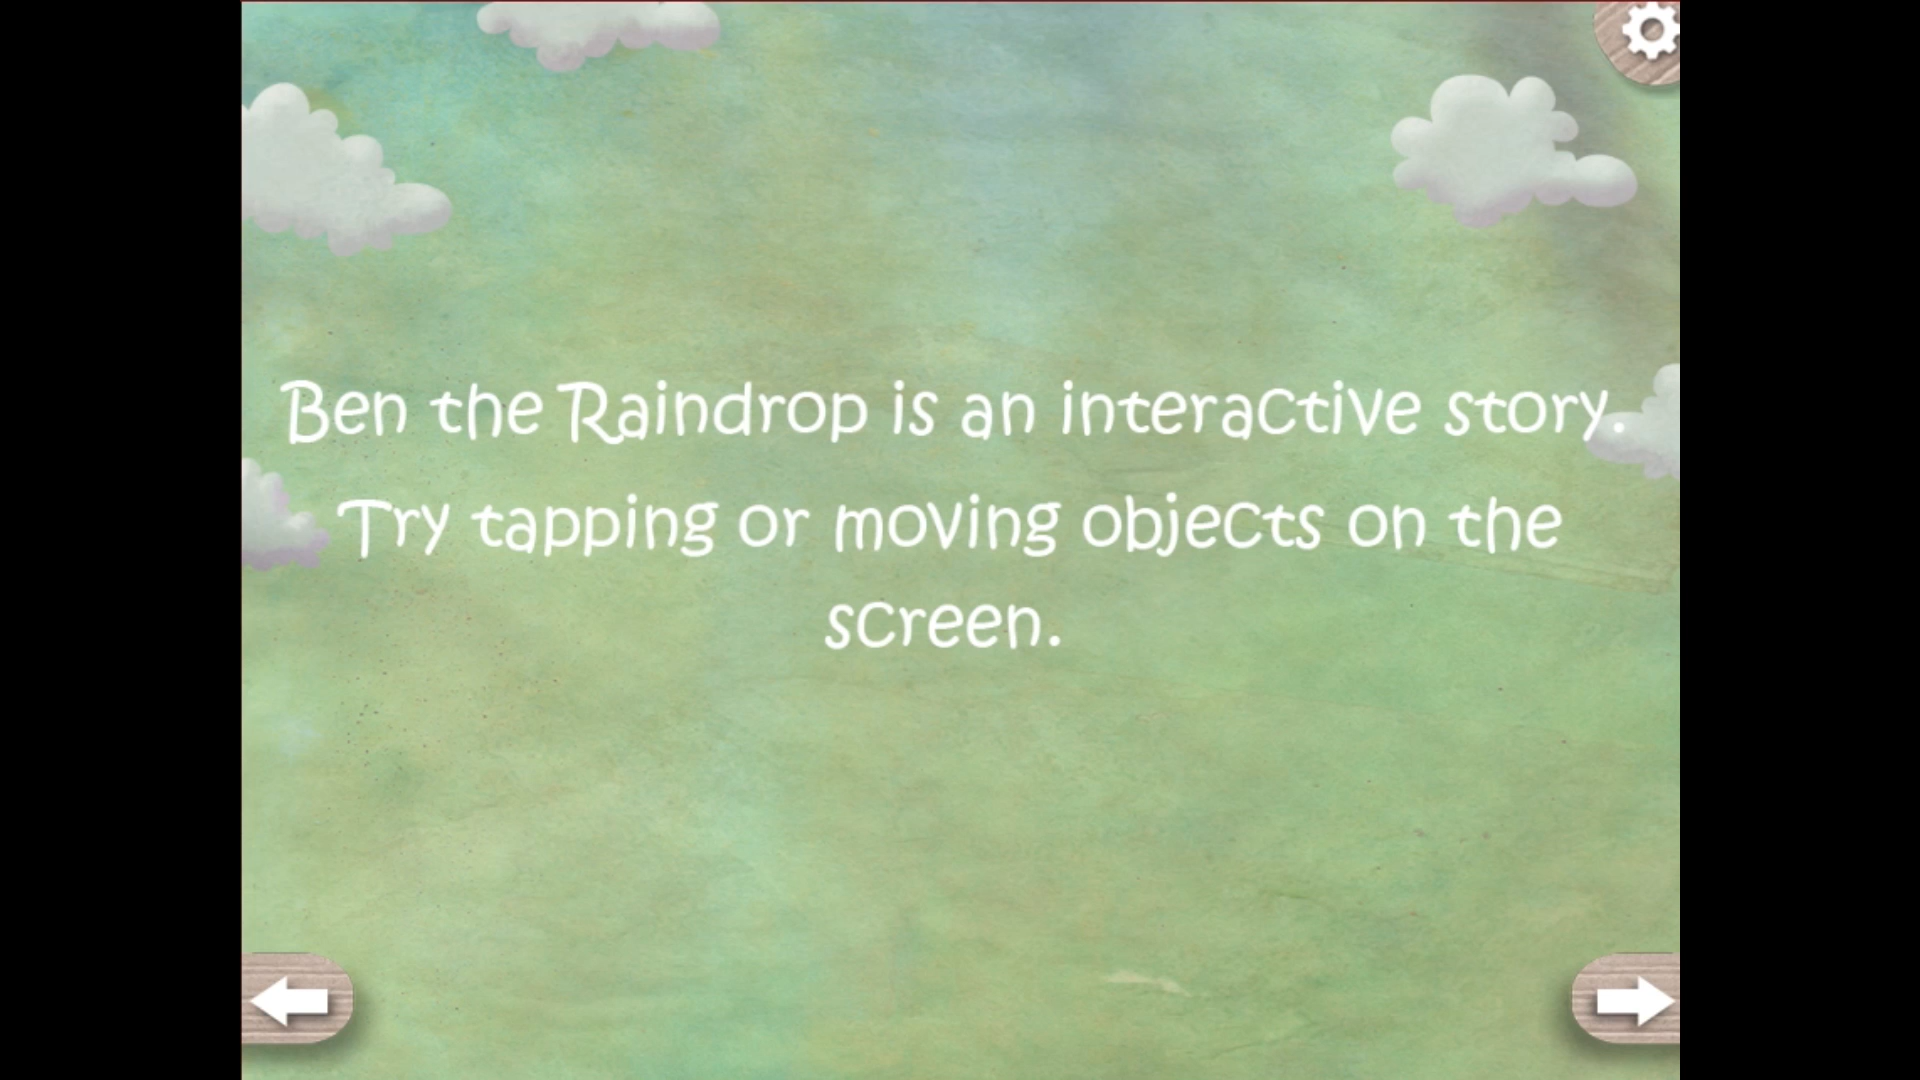 Ben the Raindrop is an interactive story.
Try tapping or moving objects on the
screen.